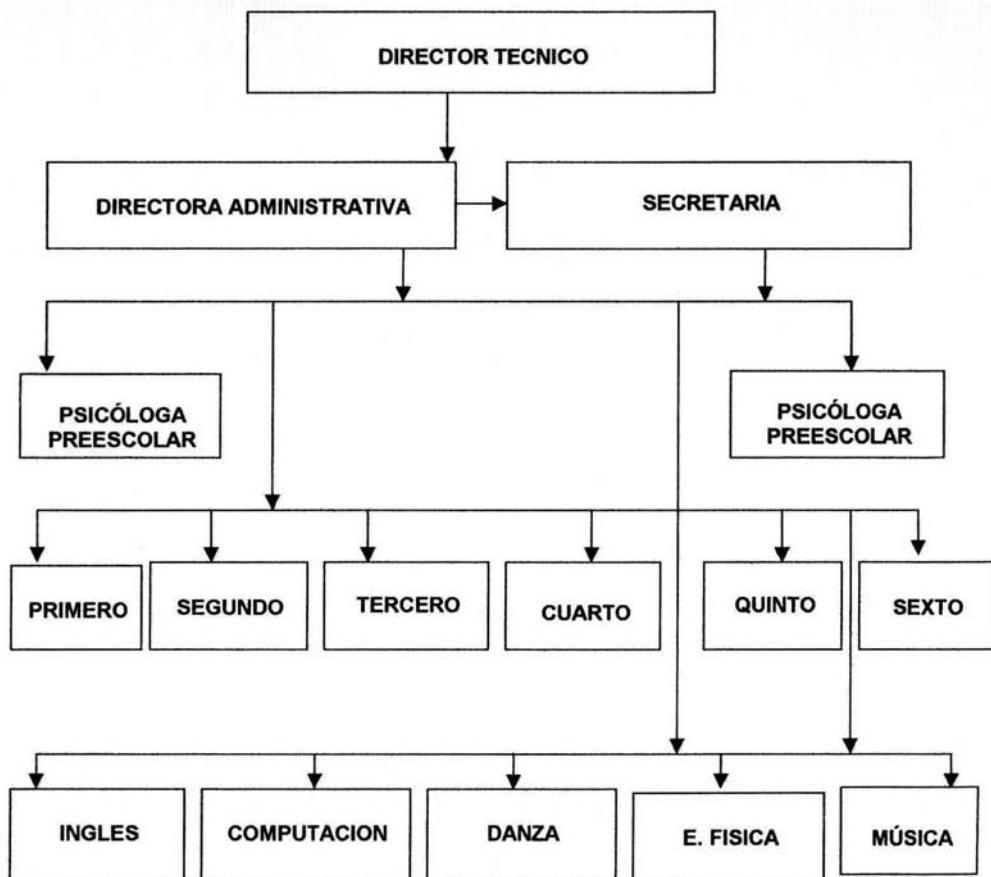 DIRECTOR TECNICO
DIRECTORA ADMINISTRATIVA
SECRETARIA
PSICÓLOGA
PREESCOLAR
PSICÓLOGA
PREESCOLAR
PRIMERO
SEGUNDO
TERCERO
CUARTO
QUINTO
SEXTO
INGLES
COMPUTACION
DANZA
E. FISICA
MÚSICA